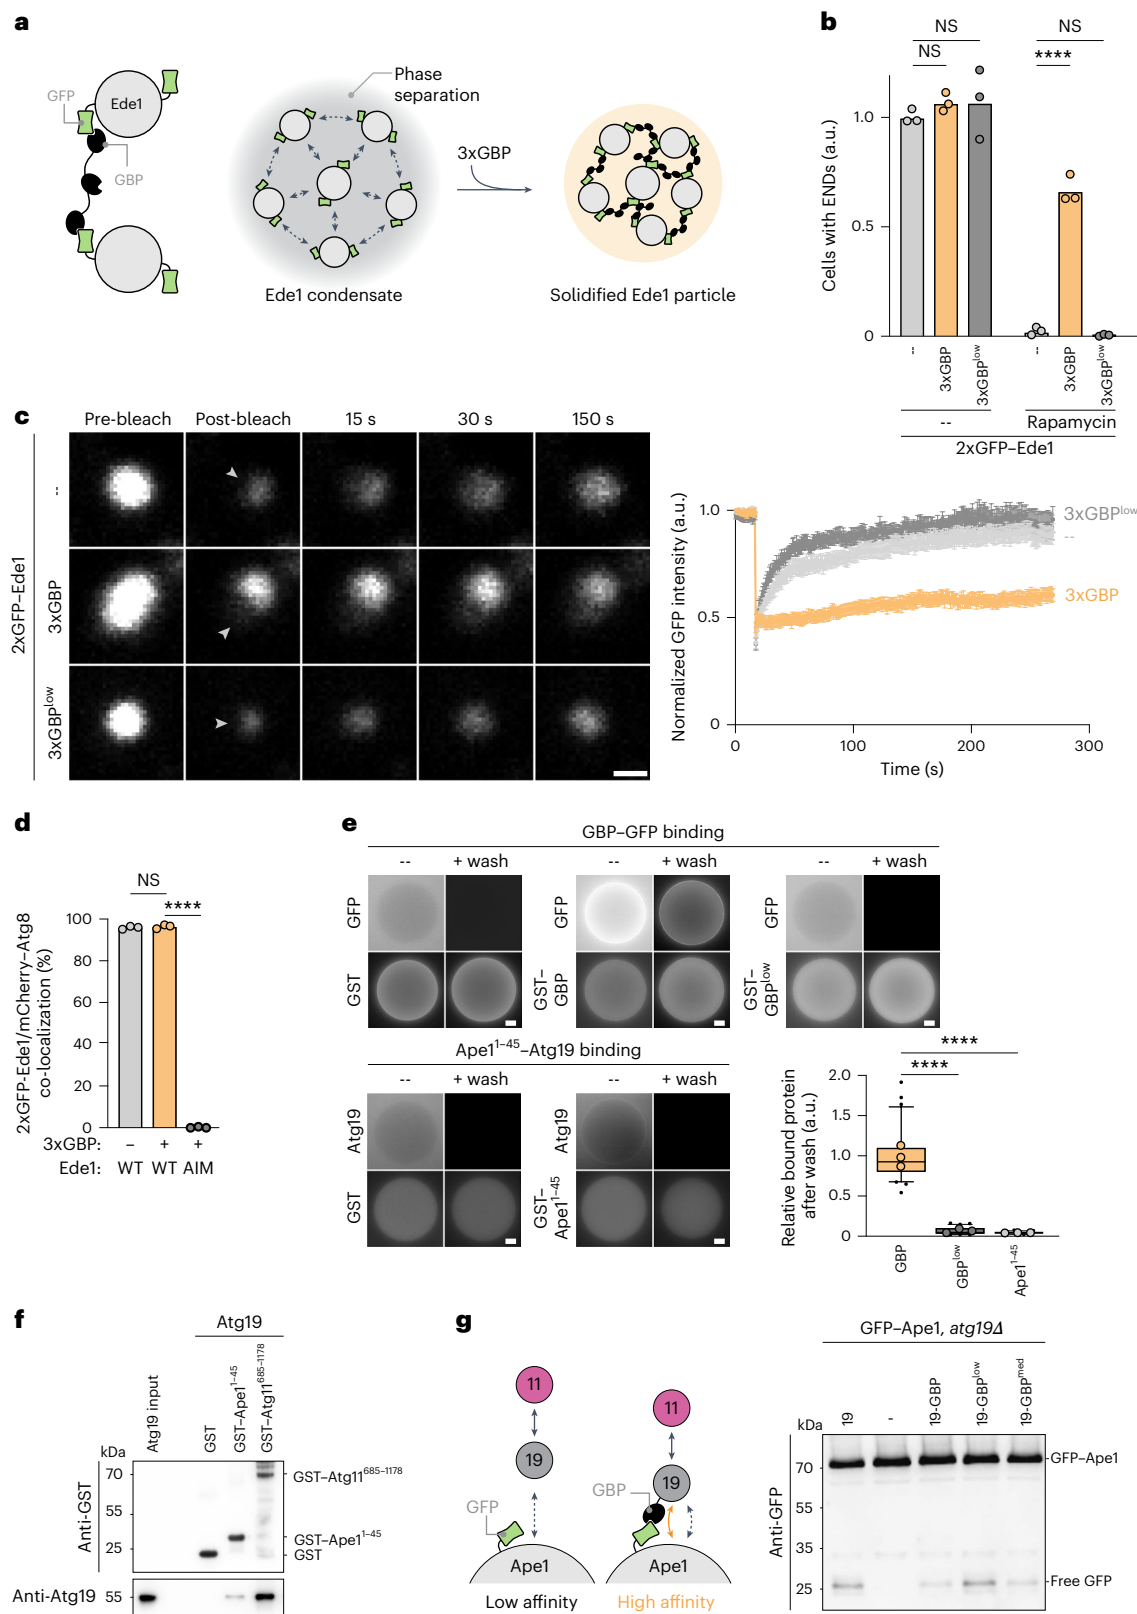 a
GFP
Ede1
GBP
Phase
separation
3xGBP
Ede1 condensate
Solidified Ede1 particle
b
NS
NS
NS
****
Cells with ENDs (a.u.)
1.0
0.5
0
--
3xGBP
3xGBPlow
--
3xGBP
3xGBPlow
--
Rapamycin
2xGFP–Ede1
c
Pre-bleach
Post-bleach
15 s
30 s
150 s
2xGFP–Ede1
--
3xGBP
3xGBPlow
Normalized GFP intensity (a.u.)
1.0
0.5
0
0
100
200
300
Time (s)
3xGBPlow
--
3xGBP
d
NS
****
2xGFP-Ede1/mCherry–Atg8
co-localization (%)
100
80
60
40
20
0
3xGBP: – + +
Ede1: WT WT AIM
e
GBP–GFP binding
-- + wash
-- + wash
-- + wash
GFP
GST
GFP
GST–
GBP
GFP
GST–
GBPlow
Ape11–45–Atg19 binding
-- + wash
-- + wash
Atg19
GST
Atg19
GST–
Ape11–45
****
****
Relative bound protein
after wash (a.u.)
2.0
1.5
1.0
0.5
0
GBP
GBPlow
Ape11–45
f
Atg19
Atg19 input
GST
GST–Ape11–45
GST–Atg11685–1178
kDa
Anti-GST
70
55
25
GST–Atg11685–1178
GST–Ape11–45
GST
Anti-Atg19
55
g
11
19
GFP
Ape1
Low affinity
11
19
GBP
Ape1
High affinity
GFP–Ape1, atg19Δ
19
-
19-GBP
19-GBPlow
19-GBPmed
kDa
Anti-GFP
70
55
35
25
GFP–Ape1
Free GFP